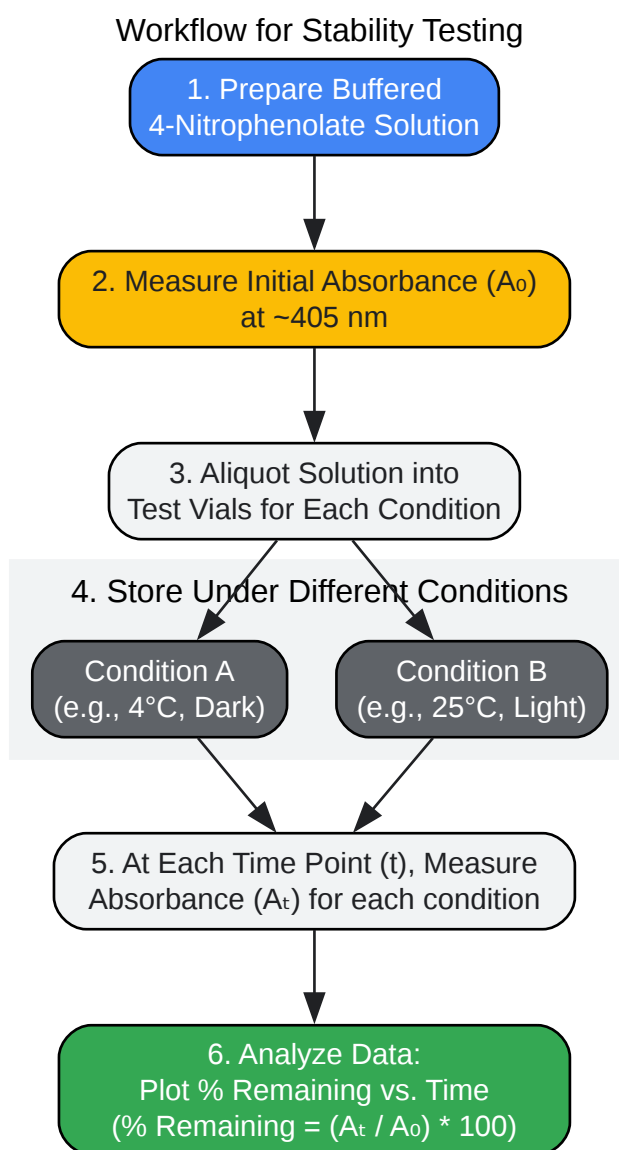 Workflow for Stability Testing
1. Prepare Buffered
4-Nitrophenolate Solution
2. Measure Initial Absorbance (A₀)
at ~405 nm
3. Aliquot Solution into
Test Vials for Each Condition
4. Store Under Different Conditions
Condition A
(e.g., 4°C, Dark)
Condition B
(e.g., 25°C, Light)
5. At Each Time Point (t), Measure
Absorbance (Aₜ) for each condition
6. Analyze Data:
Plot % Remaining vs. Time
(% Remaining = (Aₜ / A₀) * 100)